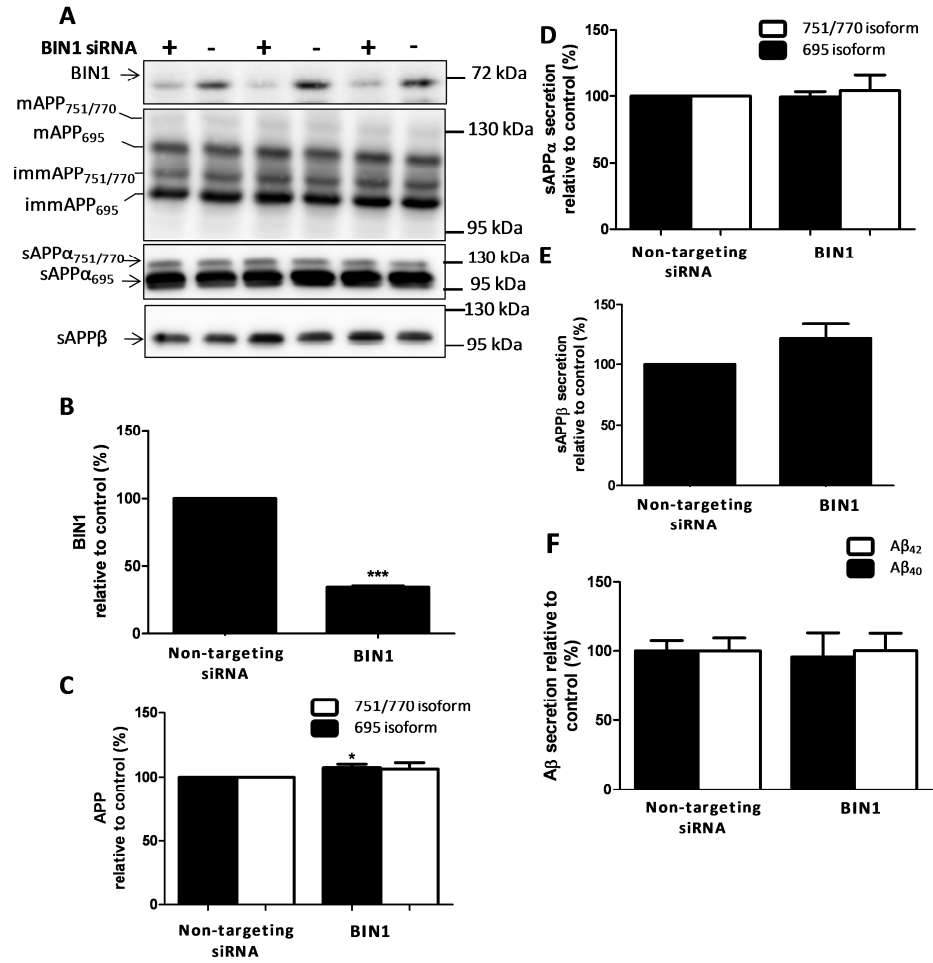 A
BIN1 siRNA + - + - + -
BIN1
72 kDa
mAPP751/770
mAPP695
130 kDa
immAPP751/770
immAPP695
95 kDa
sAPPα751/770
130 kDa
sAPPα695
95 kDa
130 kDa
sAPPβ
95 kDa
B
BIN1
relative to control (%)
150
100
50
0
***
Non-targeting
siRNA
BIN1
C
751/770 isoform
695 isoform
APP
relative to control (%)
150
100
50
0
*
Non-targeting
siRNA
BIN1
D
751/770 isoform
695 isoform
sAPPα secretion
relative to control (%)
150
100
50
0
Non-targeting
siRNA
BIN1
E
sAPPβ secretion
relative to control (%)
150
100
50
0
Non-targeting
siRNA
BIN1
F
Aβ42
Aβ40
Aβ secretion relative to
control (%)
150
100
50
0
Non-targeting
siRNA
BIN1